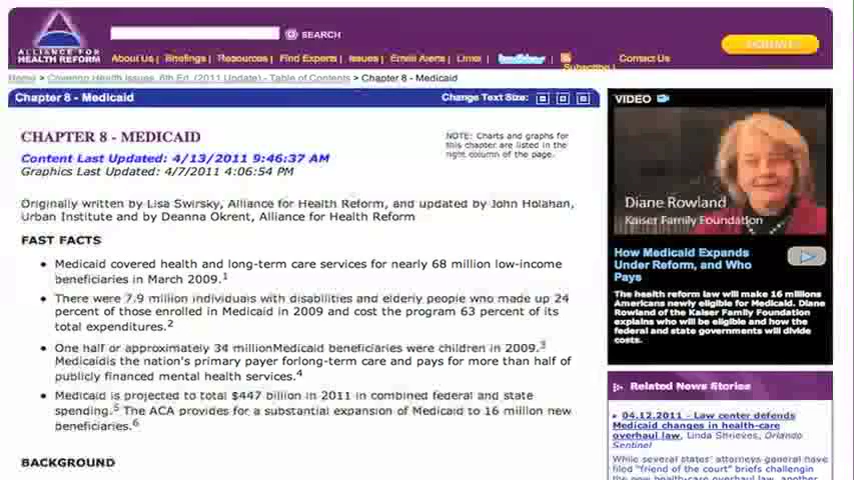 ALLIANCE FOR
HEALTH REFORM
SEARCH
About Us | Briefings | Resources | Find Experts | Issues | Email Alerts | Links | | Subscribe | Contact Us
Home > Covering Health Issues, 6th Ed. (2011 Update) - Table of Contents > Chapter 8 - Medicaid
Chapter 8 - Medicaid
Change Text Size:
CHAPTER 8 - MEDICAID
Content Last Updated: 4/13/2011 9:46:37 AM
Graphics Last Updated: 4/7/2011 4:06:54 PM
NOTE: Charts and graphs for
this chapter are listed in the
right column of the page.
Originally written by Lisa Swirsky, Alliance for Health Reform, and updated by John Holahan,
Urban Institute and by Deanna Okrent, Alliance for Health Reform
FAST FACTS
• Medicaid covered health and long-term care services for nearly 68 million low-income
beneficiaries in March 2009.1
• There were 7.9 million individuals with disabilities and elderly people who made up 24
percent of those enrolled in Medicaid in 2009 and cost the program 63 percent of its
total expenditures.2
• One half or approximately 34 millionMedicaid beneficiaries were children in 2009.3
Medicaidis the nation's primary payer forlong-term care and pays for more than half of
publicly financed mental health services.4
• Medicaid is projected to total $447 billion in 2011 in combined federal and state
spending.5 The ACA provides for a substantial expansion of Medicaid to 16 million new
beneficiaries.6
BACKGROUND
VIDEO
Diane Rowland
Kaiser Family Foundation
How Medicaid Expands
Under Reform, and Who
Pays
The health reform law will make 16 millions
Americans newly eligible for Medicaid. Diane
Rowland of the Kaiser Family Foundation
explains who will be eligible and how the
federal and state governments will divide
costs.
Related News Stories
04.12.2011 - Law center defends
Medicaid changes in health-care
overhaul law, Linda Shrieves, Orlando
Sentinel
While several states' attorneys general have
filed "friend of the court" briefs challengin
the new health-care overhaul law, another